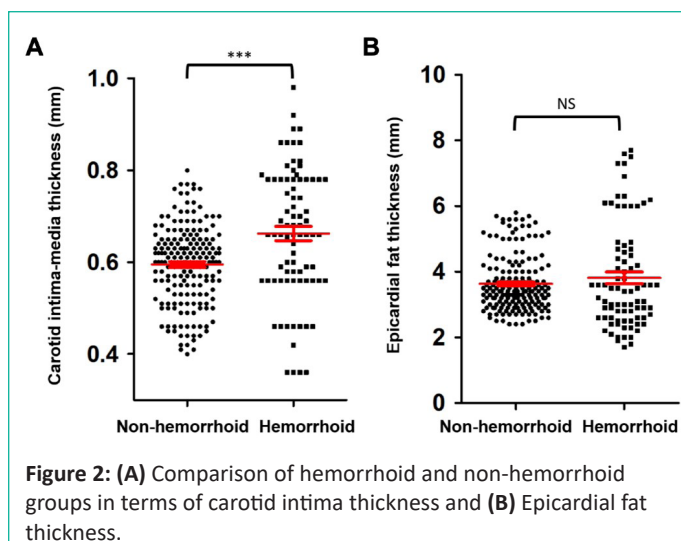 A
***
1.0
0.8
0.6
0.4
Carotid intima-media thickness (mm)
Non-hemorrhoid Hemorrhoid
B
NS
10
8
6
4
2
0
Epicardial fat thickness (mm)
Non-hemorrhoid Hemorrhoid
Figure 2: (A) Comparison of hemorrhoid and non-hemorrhoid
groups in terms of carotid intima thickness and (B) Epicardial fat
thickness.